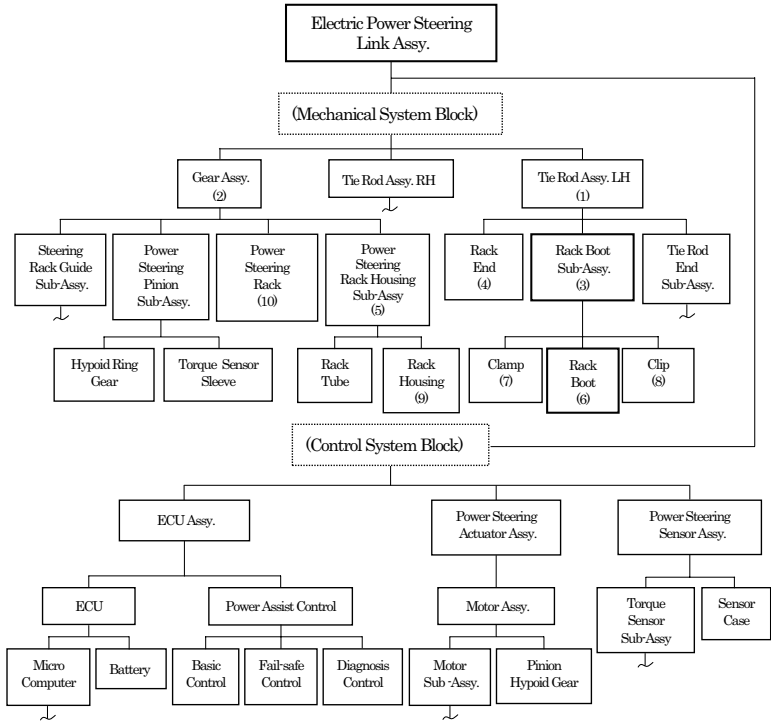 Electric Power Steering
Link Assy.
(Mechanical System Block)
Gear Assy.
(2)
Tie Rod Assy. RH
Tie Rod Assy. LH
(1)
Steering
Rack Guide
Sub-Assy.
Power
Steering
Pinion
Sub-Assy.
Power
Steering
Rack
(10)
Power
Steering
Rack Housing
Sub-Assy
(5)
Rack
End
(4)
Rack Boot
Sub-Assy.
(3)
Tie Rod
End
Sub-Assy.
Hypoid Ring
Gear
Torque Sensor
Sleeve
Rack
Tube
Rack
Housing
(9)
Clamp
(7)
Rack
Boot
(6)
Clip
(8)
(Control System Block)
ECU Assy.
Power Steering
Actuator Assy.
Power Steering
Sensor Assy.
ECU
Power Assist Control
Motor Assy.
Torque
Sensor
Sub-Assy
Sensor
Case
Micro
Computer
Battery
Basic
Control
Fail-safe
Control
Diagnosis
Control
Motor
Sub-Assy.
Pinion
Hypoid Gear